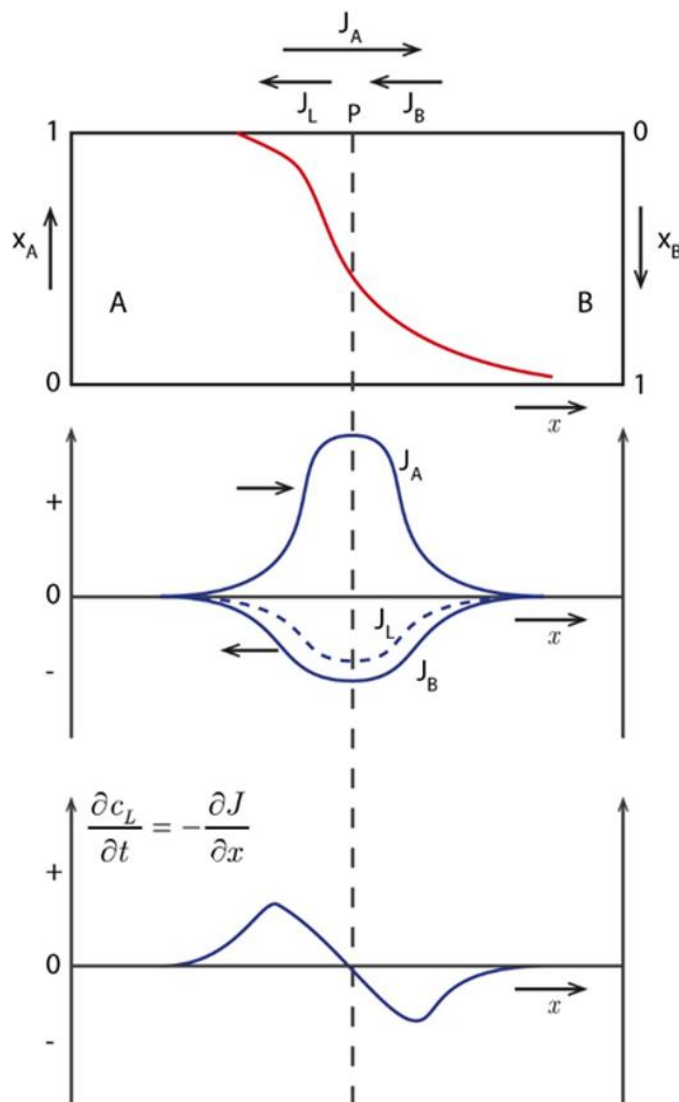 J_A
J_L P J_B
1 0
x_A x_B
A B
0 1
x
+ J_A
0
J_L x
- J_B
∂c_L/∂t = -∂J/∂x
+
0
x
-